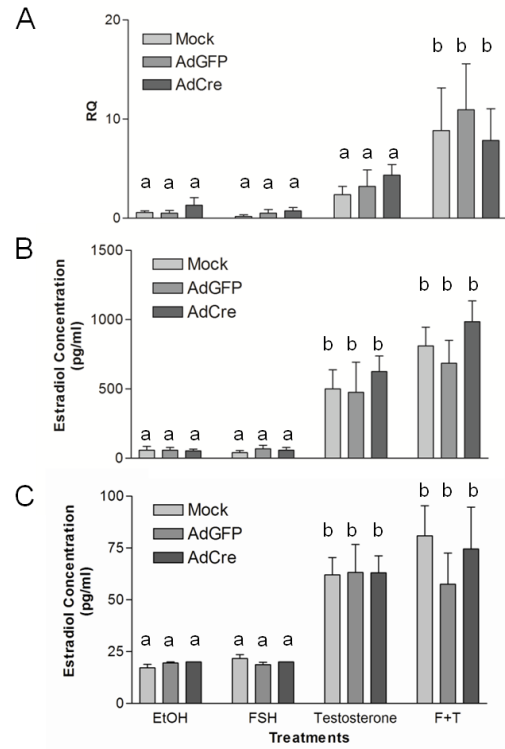 A
20
10
0
RQ
Mock
AdGFP
AdCre
a a a
a a a
a a a
b b b
B
1500
1000
500
0
Estradiol Concentration
(pg/ml)
Mock
AdGFP
AdCre
a a a
a a a
b b b
b b b
C
100
75
50
25
0
Estradiol Concentration
(pg/ml)
Mock
AdGFP
AdCre
a a a
a a a
b b b
b b b
EtOH FSH Testosterone F+T
Treatments